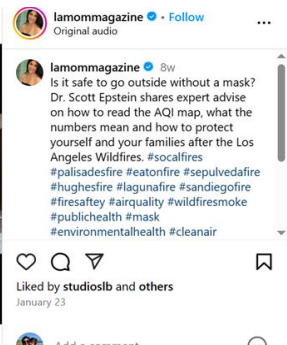 lamommagazine • Follow
Original audio
lamommagazine 8w
Is it safe to go outside without a mask?
Dr. Scott Epstein shares expert advise
on how to read the AQI map, what the
numbers mean and how to protect
yourself and your families after the Los
Angeles Wildfires. #socalfires
#palisadesfire #eatonfire #sepulvedafire
#hughesfire #lagunafire #sandiegofire
#firesaftey #airquality #wildfiresmoke
#publichealth #mask
#environmentalhealth #cleanair
Liked by studioslb and others
January 23
Add a comment